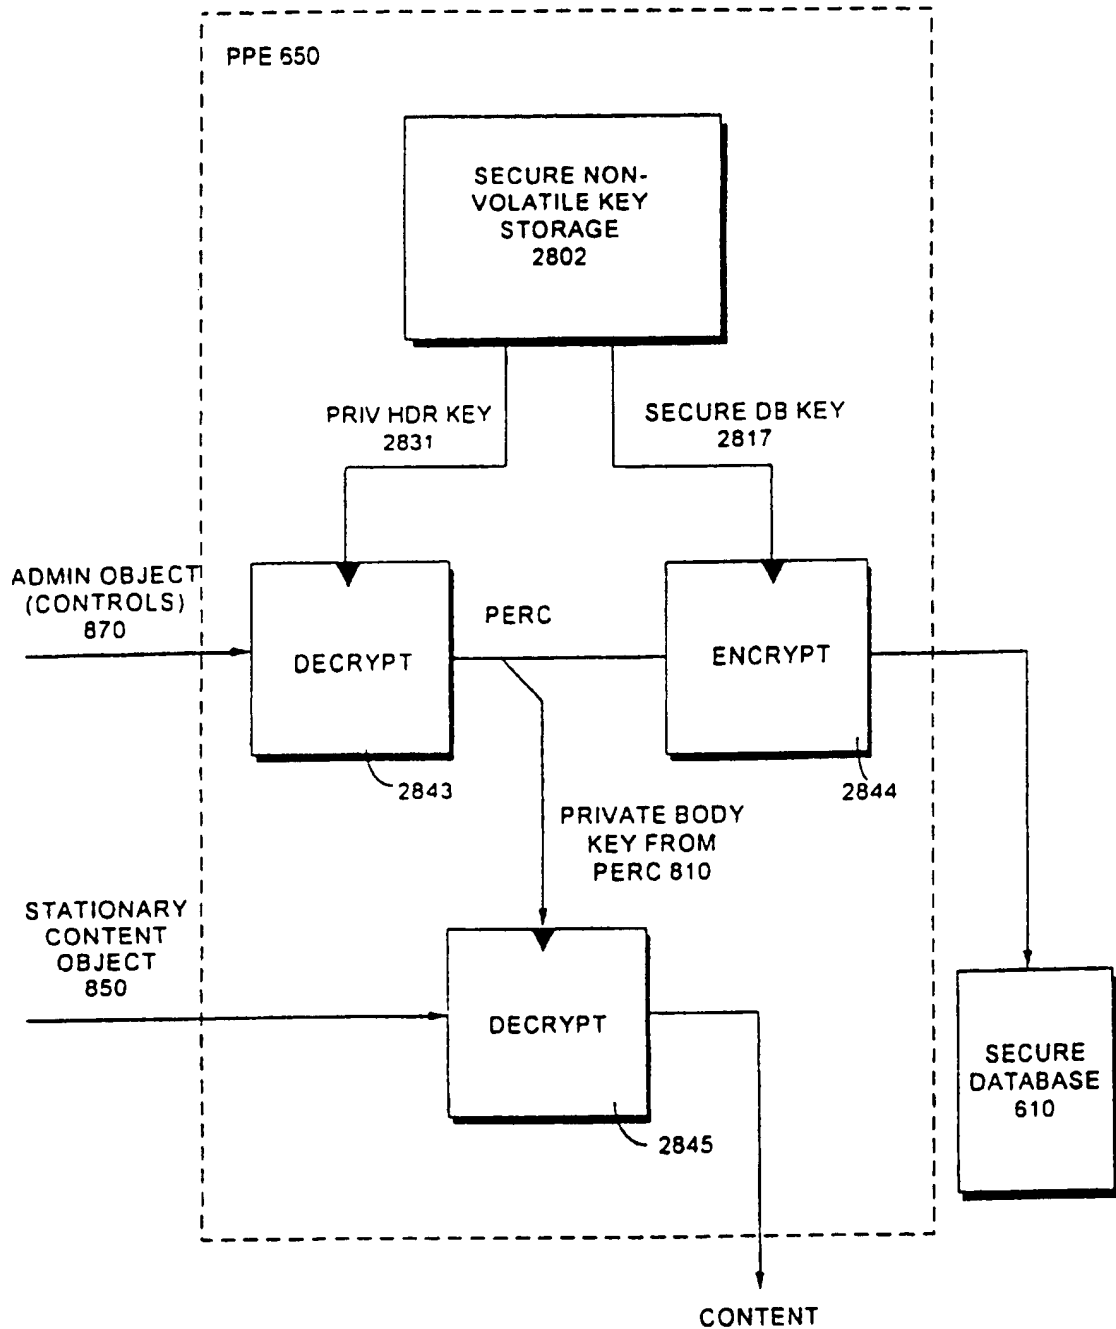 PPE 650
SECURE NON-
VOLATILE KEY
STORAGE
2802
PRIV HDR KEY
2831
SECURE DB KEY
2817
ADMIN OBJECT
(CONTROLS)
870
DECRYPT
PERC
ENCRYPT
2843
2844
PRIVATE BODY
KEY FROM
PERC 810
STATIONARY
CONTENT
OBJECT
850
DECRYPT
2845
SECURE
DATABASE
610
CONTENT